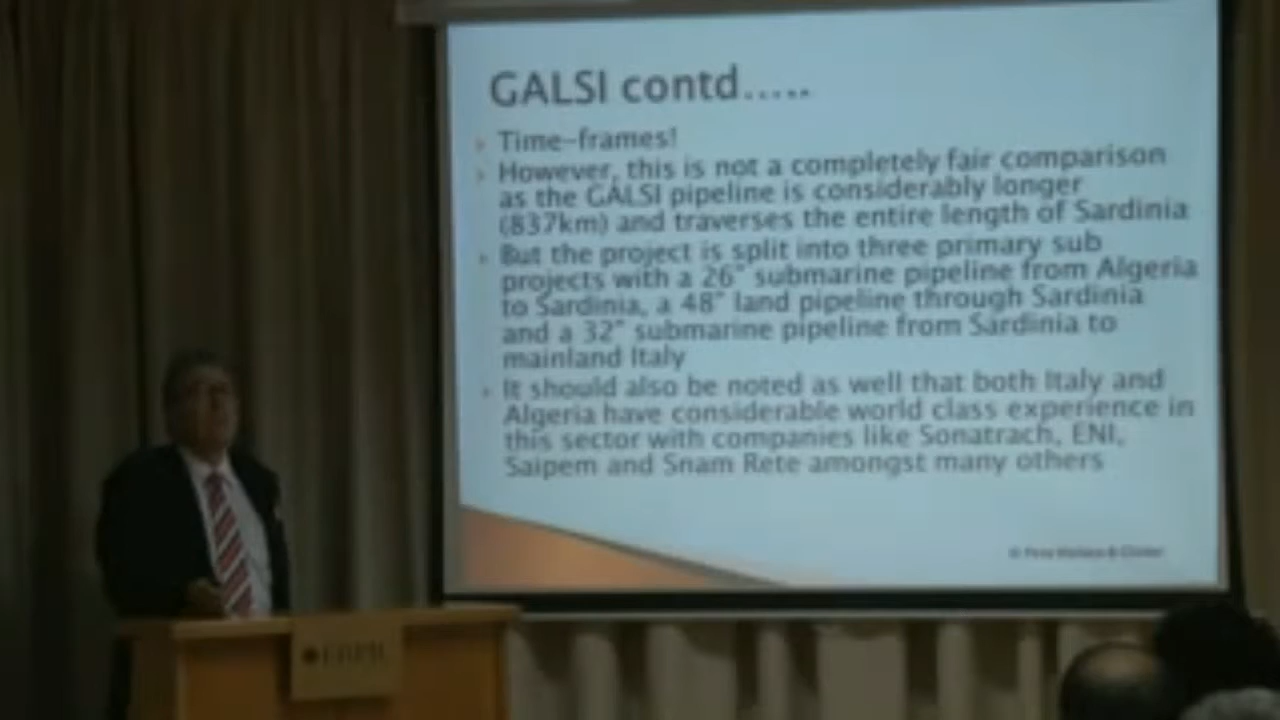 GALSI contd.....
Time-frames!
However, this is not a completely fair comparison
as the GALSI pipeline is considerably longer
(837km) and traverses the entire length of Sardinia
But the project is split into three primary sub
projects with a 26" submarine pipeline from Algeria
to Sardinia, a 48" land pipeline through Sardinia
and a 32" submarine pipeline from Sardinia to
mainland Italy
It should also be noted as well that both Italy and
Algeria have considerable world class experience in
this sector with companies like Sonatrach, ENI,
Saipem and Snam Rete amongst many others